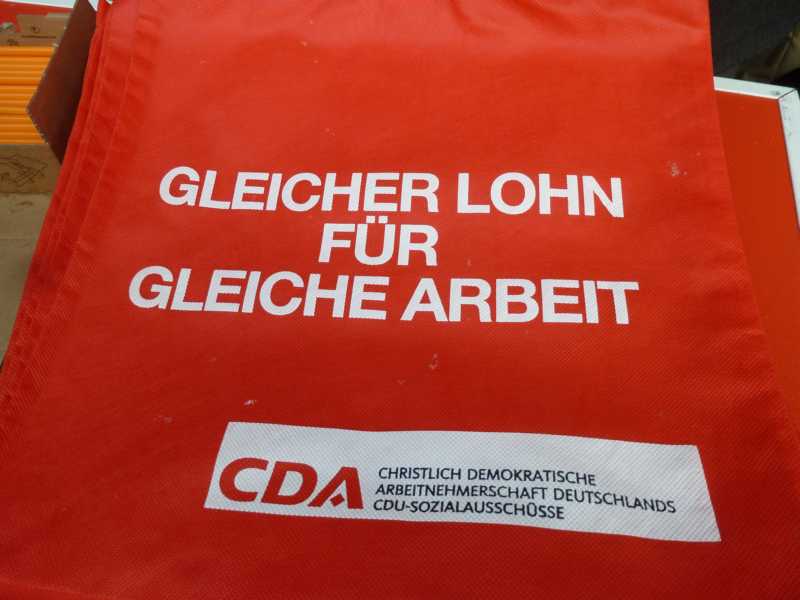 GLEICHER LOHN
FÜR
GLEICHE ARBEIT
CDA
CHRISTLICH DEMOKRATISCHE
ARBEITNEHMERSCHAFT DEUTSCHLANDS
CDU-SOZIALAUSSCHÜSSE